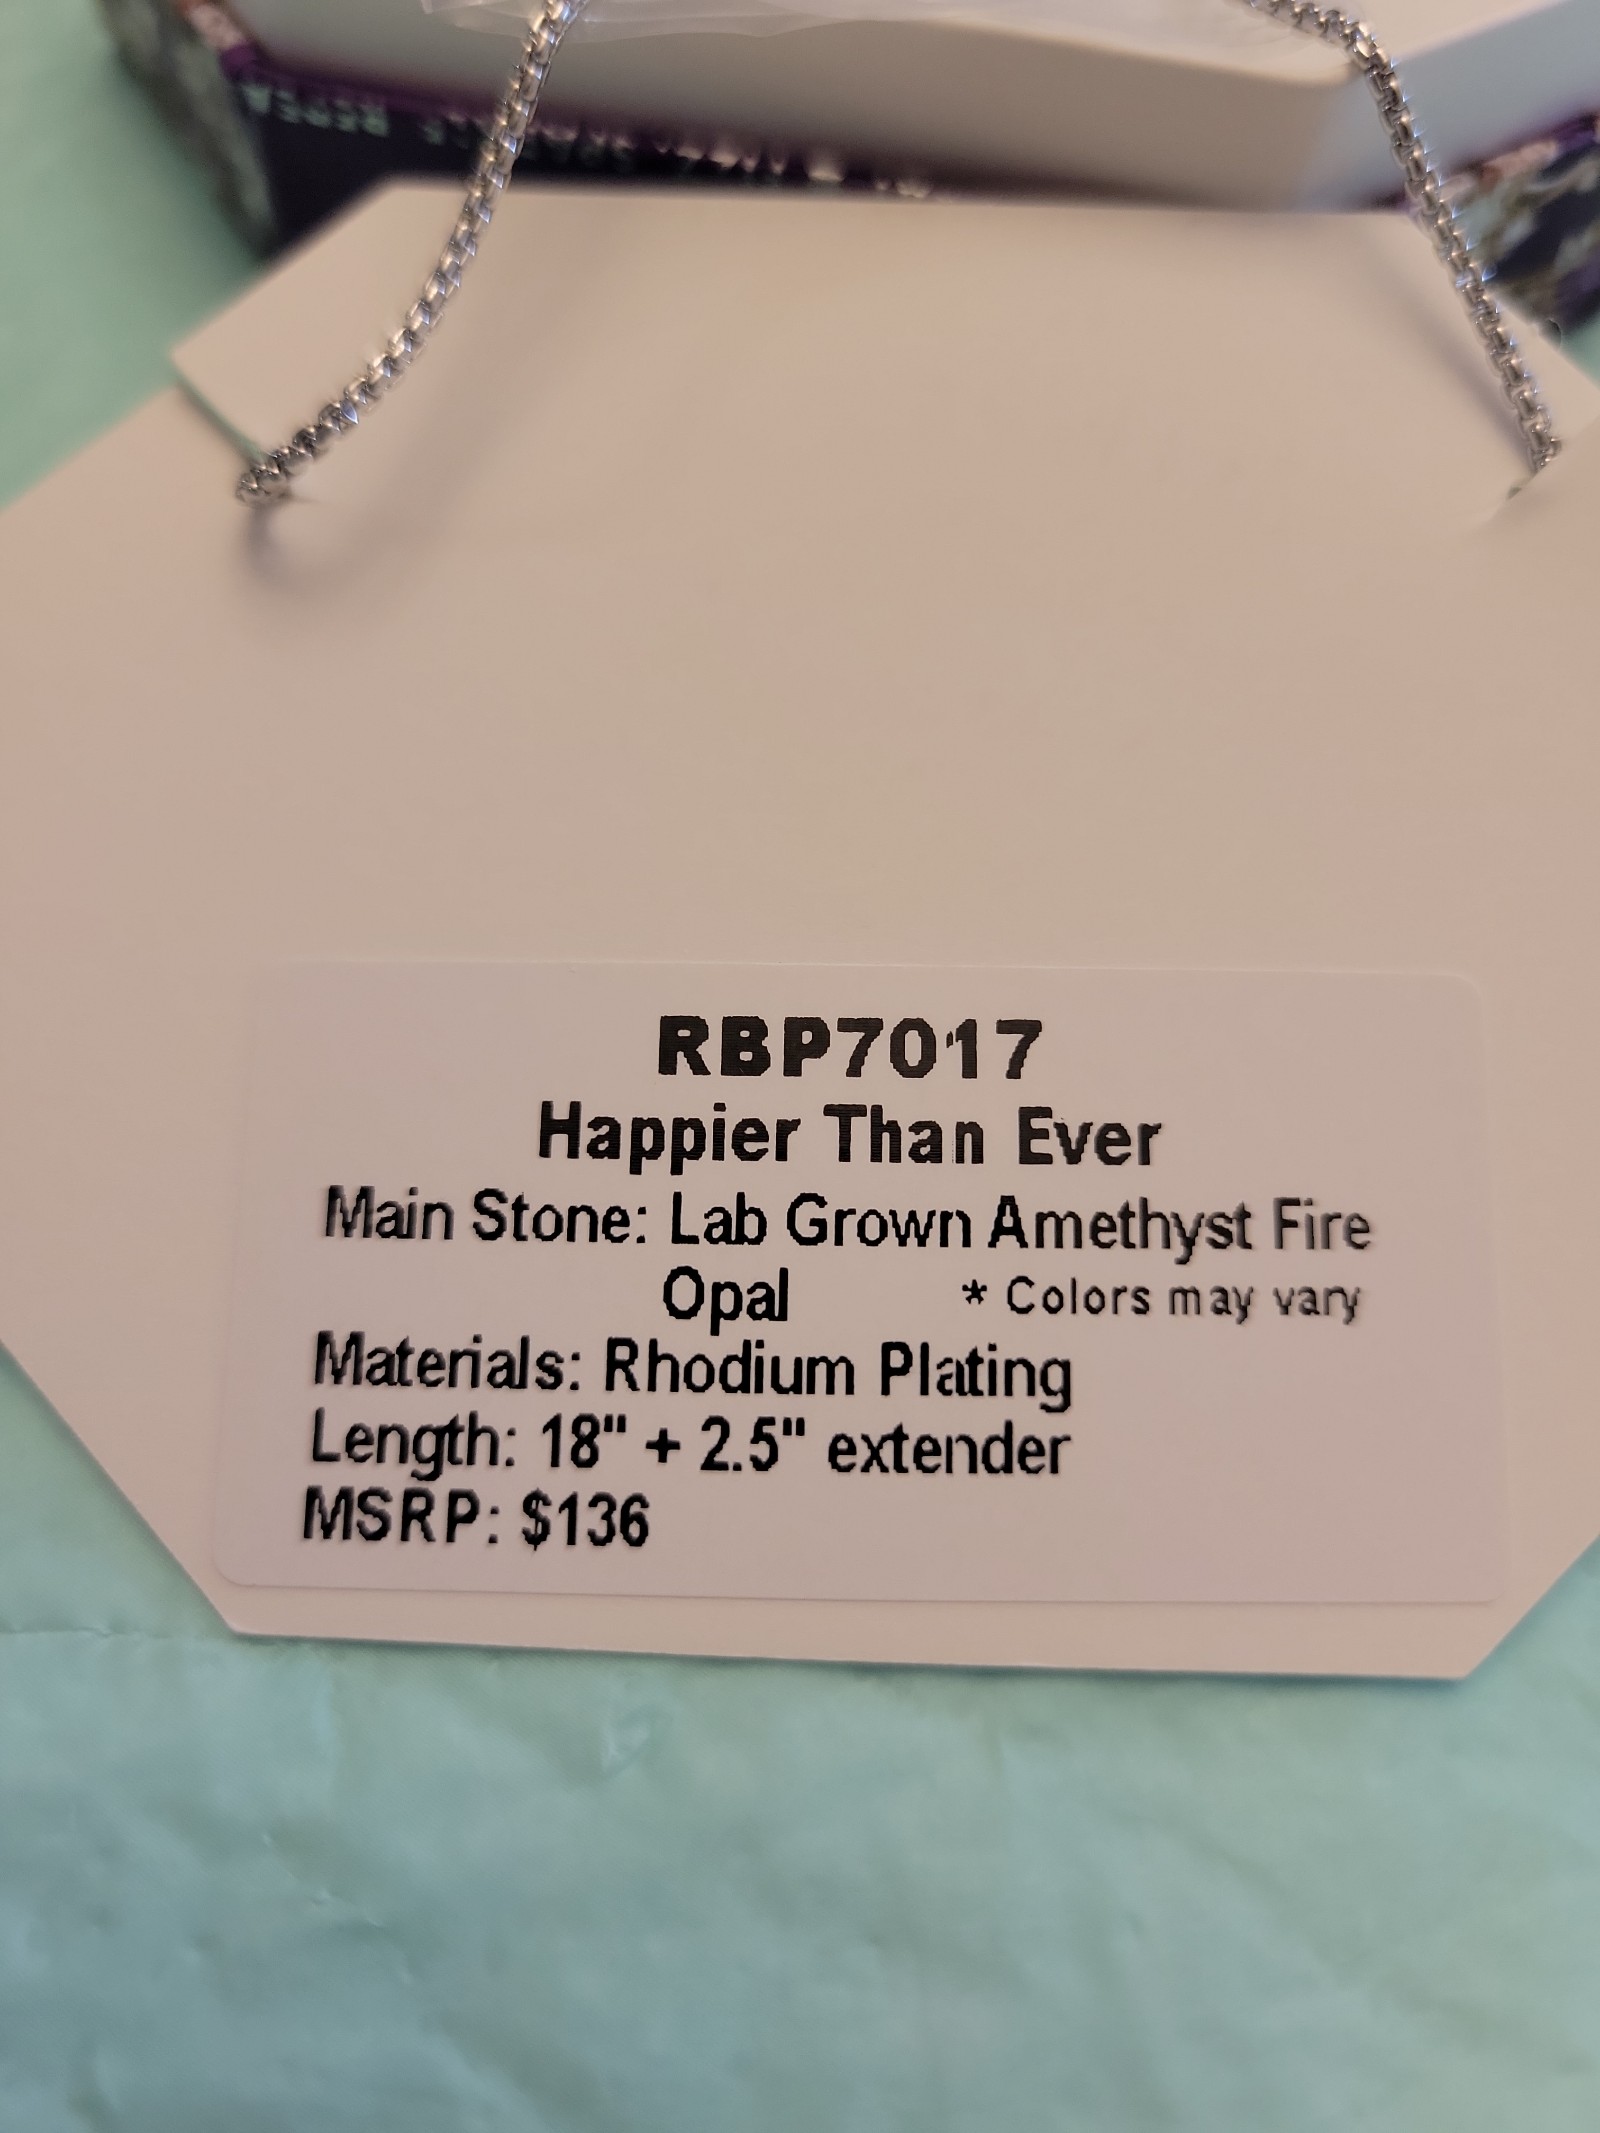 RBP7017
Happier Than Ever
Main Stone: Lab Grown Amethyst Fire
Opal * Colors may vary
Materials: Rhodium Plating
Length: 18" + 2.5" extender
MSRP: $136